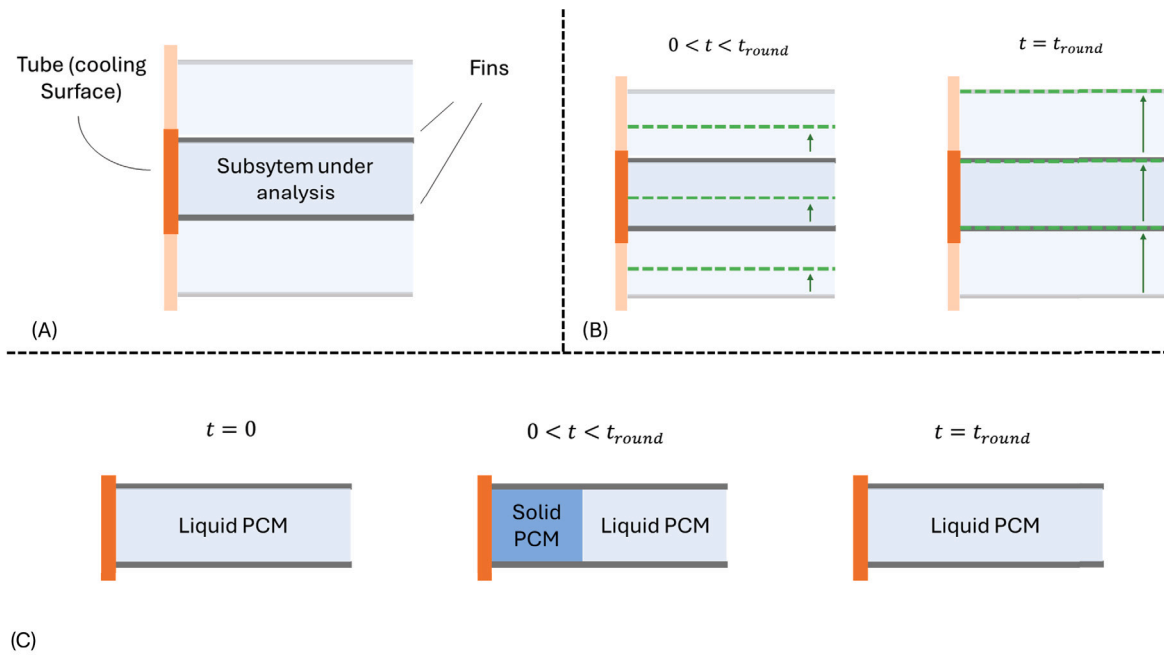 Tube (cooling
Surface)
Fins
Subsytem under
analysis
(A)
0 < t < t_round
t = t_round
(B)
t = 0
0 < t < t_round
t = t_round
Liquid PCM
Solid
PCM
Liquid PCM
Liquid PCM
(C)